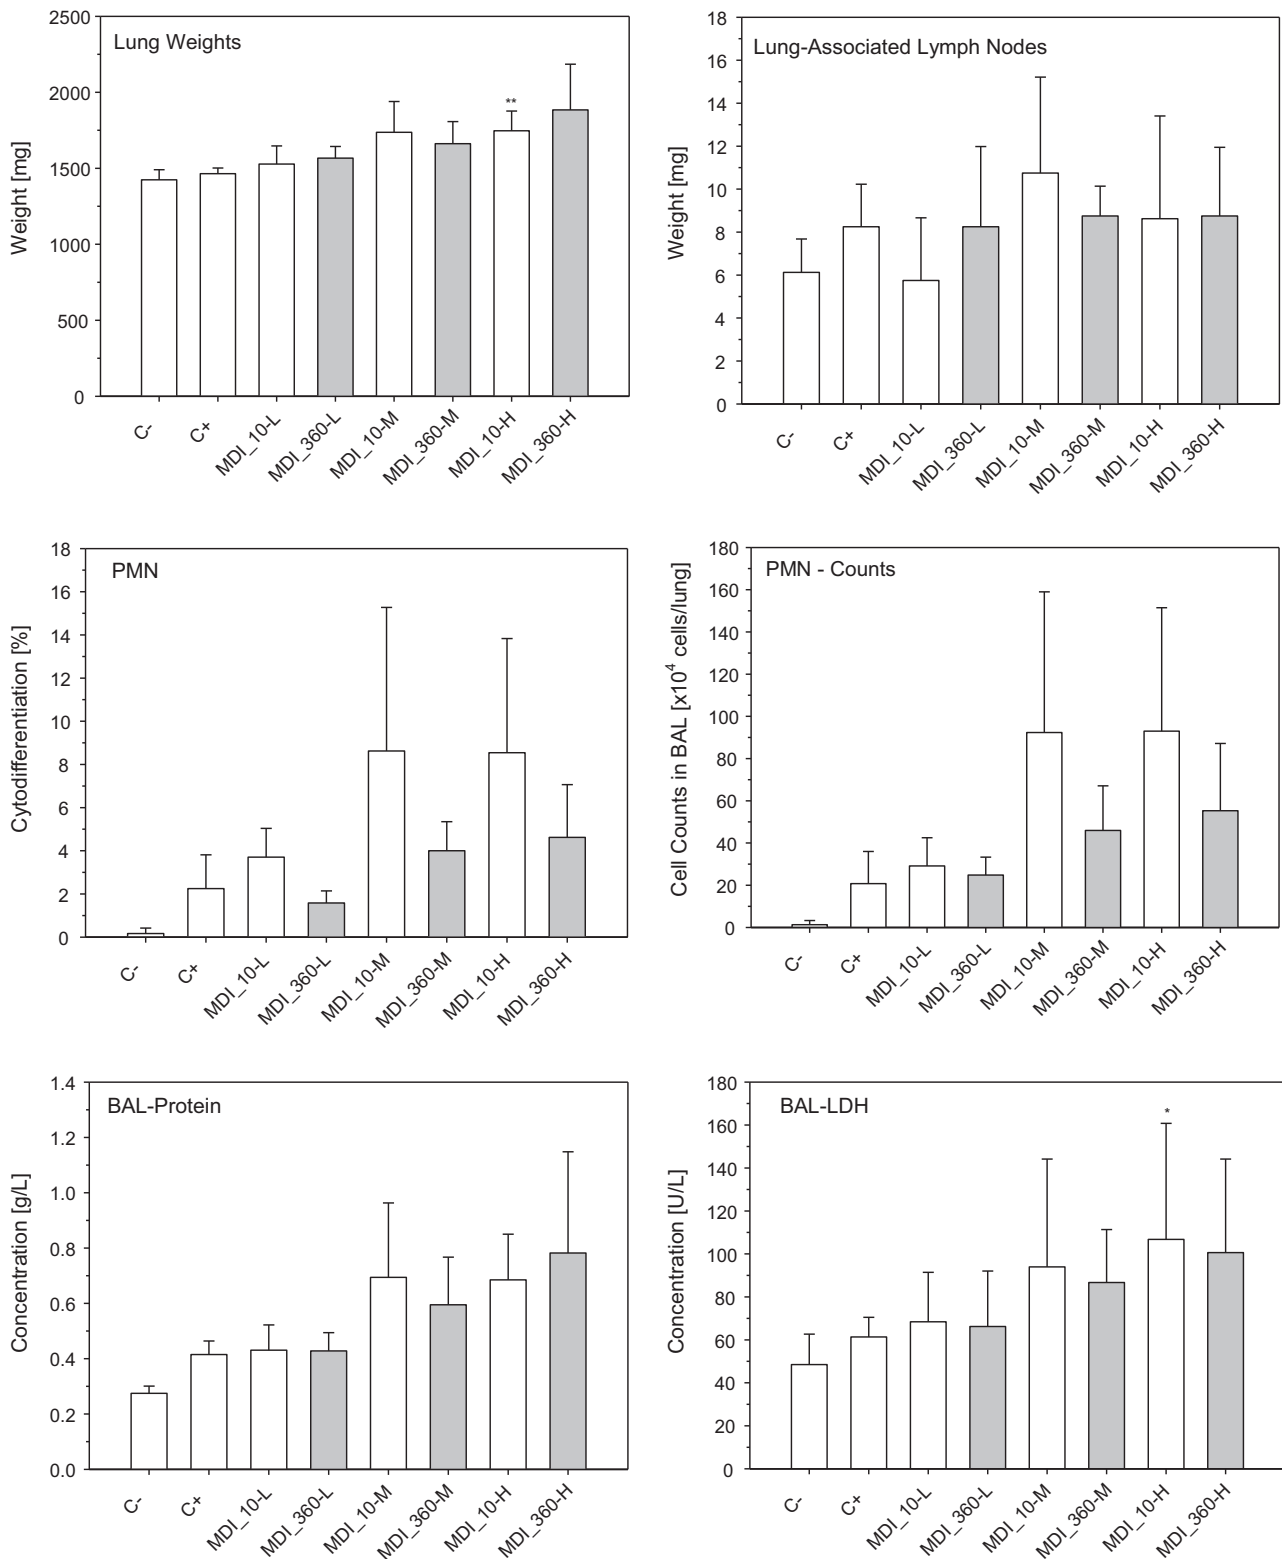 Lung Weights
Weight [mg]
2500
2000
1500
1000
500
0
**
C-
C+
MDI_10-L
MDI_360-L
MDI_10-M
MDI_360-M
MDI_10-H
MDI_360-H
Lung-Associated Lymph Nodes
Weight [mg]
18
16
14
12
10
8
6
4
2
0
C-
C+
MDI_10-L
MDI_360-L
MDI_10-M
MDI_360-M
MDI_10-H
MDI_360-H
PMN
Cytodifferentiation [%]
18
16
14
12
10
8
6
4
2
0
C-
C+
MDI_10-L
MDI_360-L
MDI_10-M
MDI_360-M
MDI_10-H
MDI_360-H
PMN - Counts
Cell Counts in BAL [x10⁴ cells/lung]
180
160
140
120
100
80
60
40
20
0
C-
C+
MDI_10-L
MDI_360-L
MDI_10-M
MDI_360-M
MDI_10-H
MDI_360-H
BAL-Protein
Concentration [g/L]
1.4
1.2
1.0
0.8
0.6
0.4
0.2
0.0
C-
C+
MDI_10-L
MDI_360-L
MDI_10-M
MDI_360-M
MDI_10-H
MDI_360-H
BAL-LDH
Concentration [U/L]
180
160
140
120
100
80
60
40
20
0
*
C-
C+
MDI_10-L
MDI_360-L
MDI_10-M
MDI_360-M
MDI_10-H
MDI_360-H